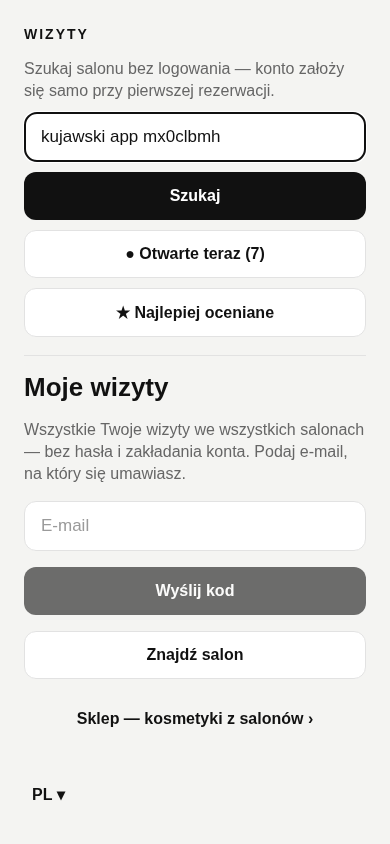 WIZYTY
Szukaj salonu bez logowania — konto założy
się samo przy pierwszej rezerwacji.
kujawski app mx0clbmh
Szukaj
● Otwarte teraz (7)
★ Najlepiej oceniane
Moje wizyty
Wszystkie Twoje wizyty we wszystkich salonach
— bez hasła i zakładania konta. Podaj e-mail,
na który się umawiasz.
E-mail
Wyślij kod
Znajdź salon
Sklep — kosmetyki z salonów ›
PL ▾